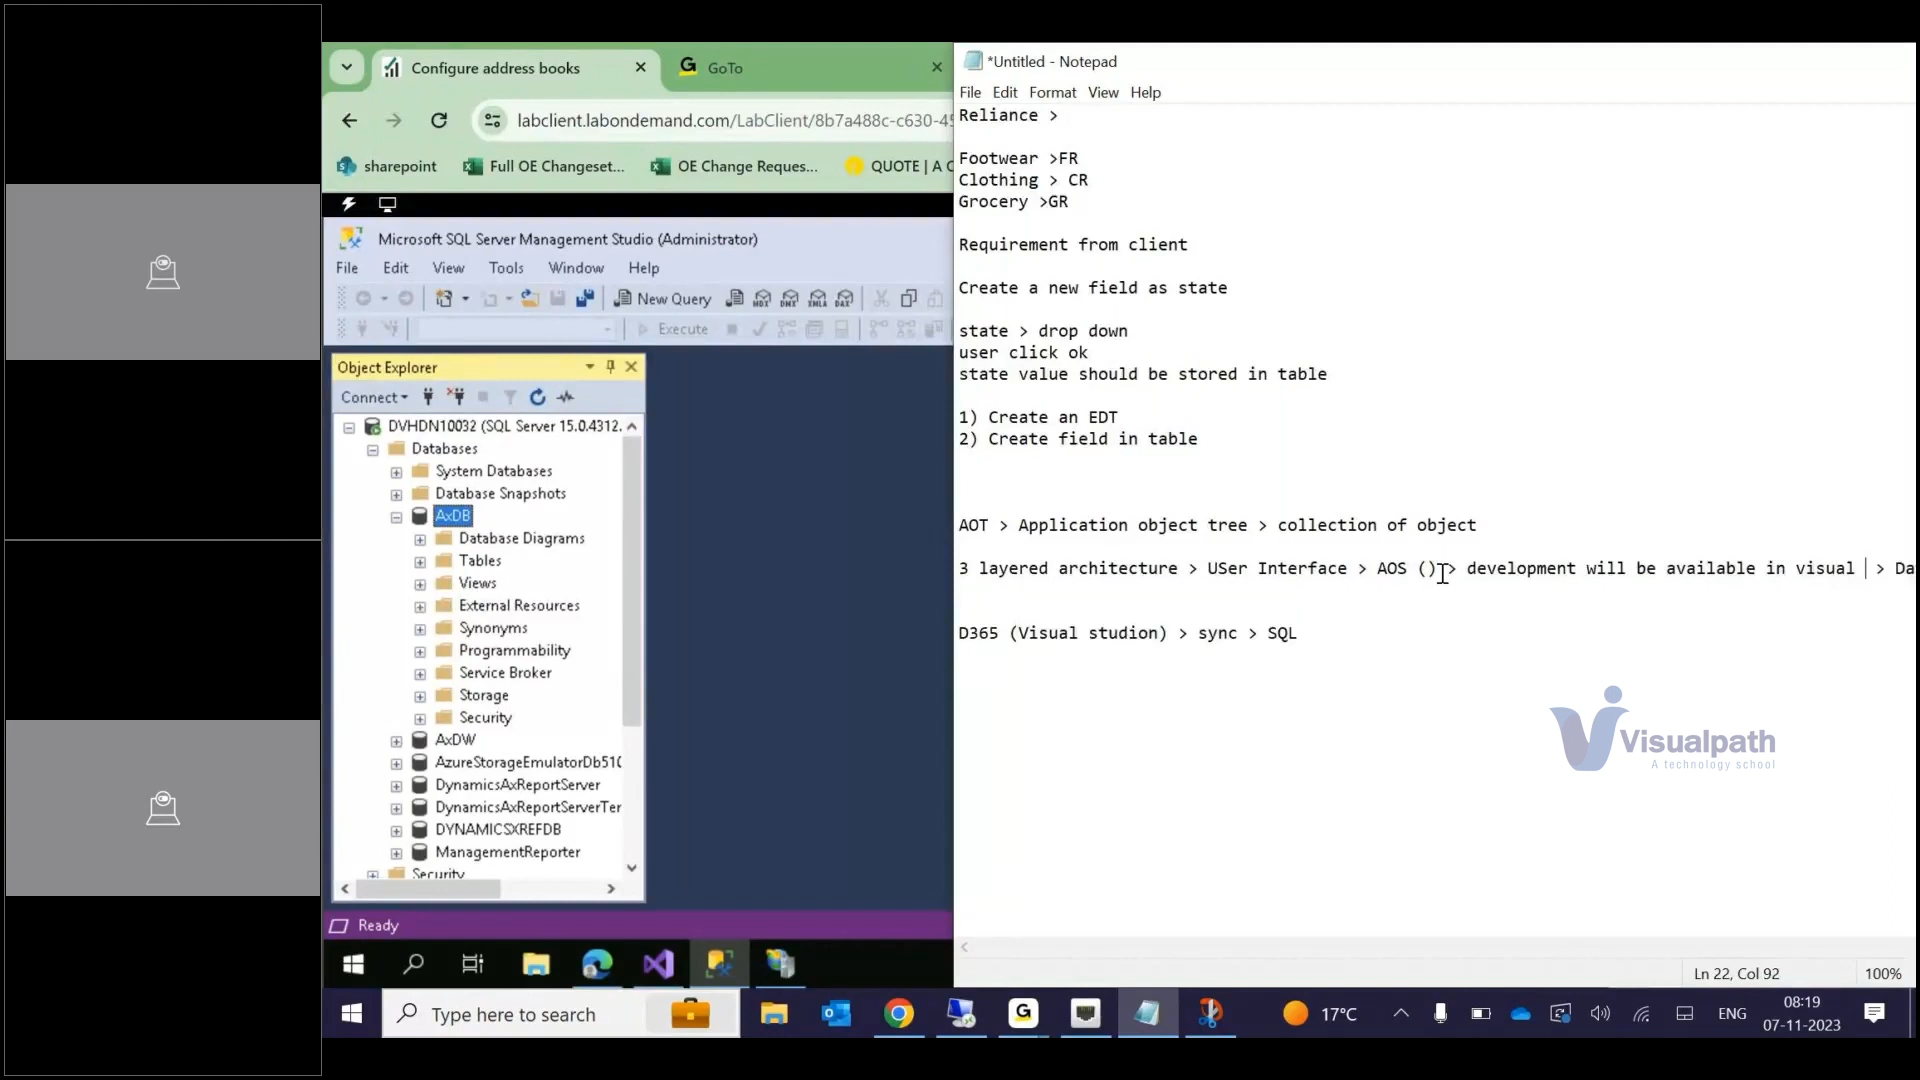 Configure address books
GoTo
labclient.labondemand.com/LabClient/8b7a488c-c630-45
sharepoint
Full OE Changeset...
OE Change Reques...
QUOTE | A C
Microsoft SQL Server Management Studio (Administrator)
File Edit View Tools Window Help
New Query
Execute
Object Explorer
Connect
DVHDN10032 (SQL Server 15.0.4312.
Databases
System Databases
Database Snapshots
AxDB
Database Diagrams
Tables
Views
External Resources
Synonyms
Programmability
Service Broker
Storage
Security
AxDW
AzureStorageEmulatorDb510
DynamicsAxReportServer
DynamicsAxReportServerTer
DYNAMICSXREFDB
ManagementReporter
Security
Ready
*Untitled - Notepad
File Edit Format View Help
Reliance >
Footwear >FR
Clothing > CR
Grocery >GR
Requirement from client
Create a new field as state
state > drop down
user click ok
state value should be stored in table
1) Create an EDT
2) Create field in table
AOT > Application object tree > collection of object
3 layered architecture > USer Interface > AOS () > development will be available in visual > Da
D365 (Visual studion) > sync > SQL
Visualpath
A technology school
Ln 22, Col 92
100%
Type here to search
17°C
ENG
08:19
07-11-2023